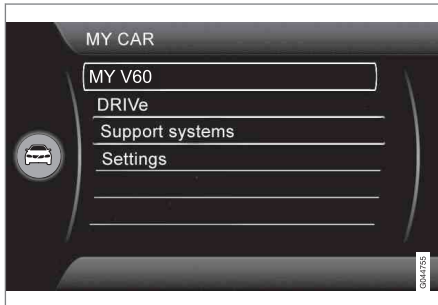 MY CAR
MY V60
DRIVe
Support systems
Settings
G044755